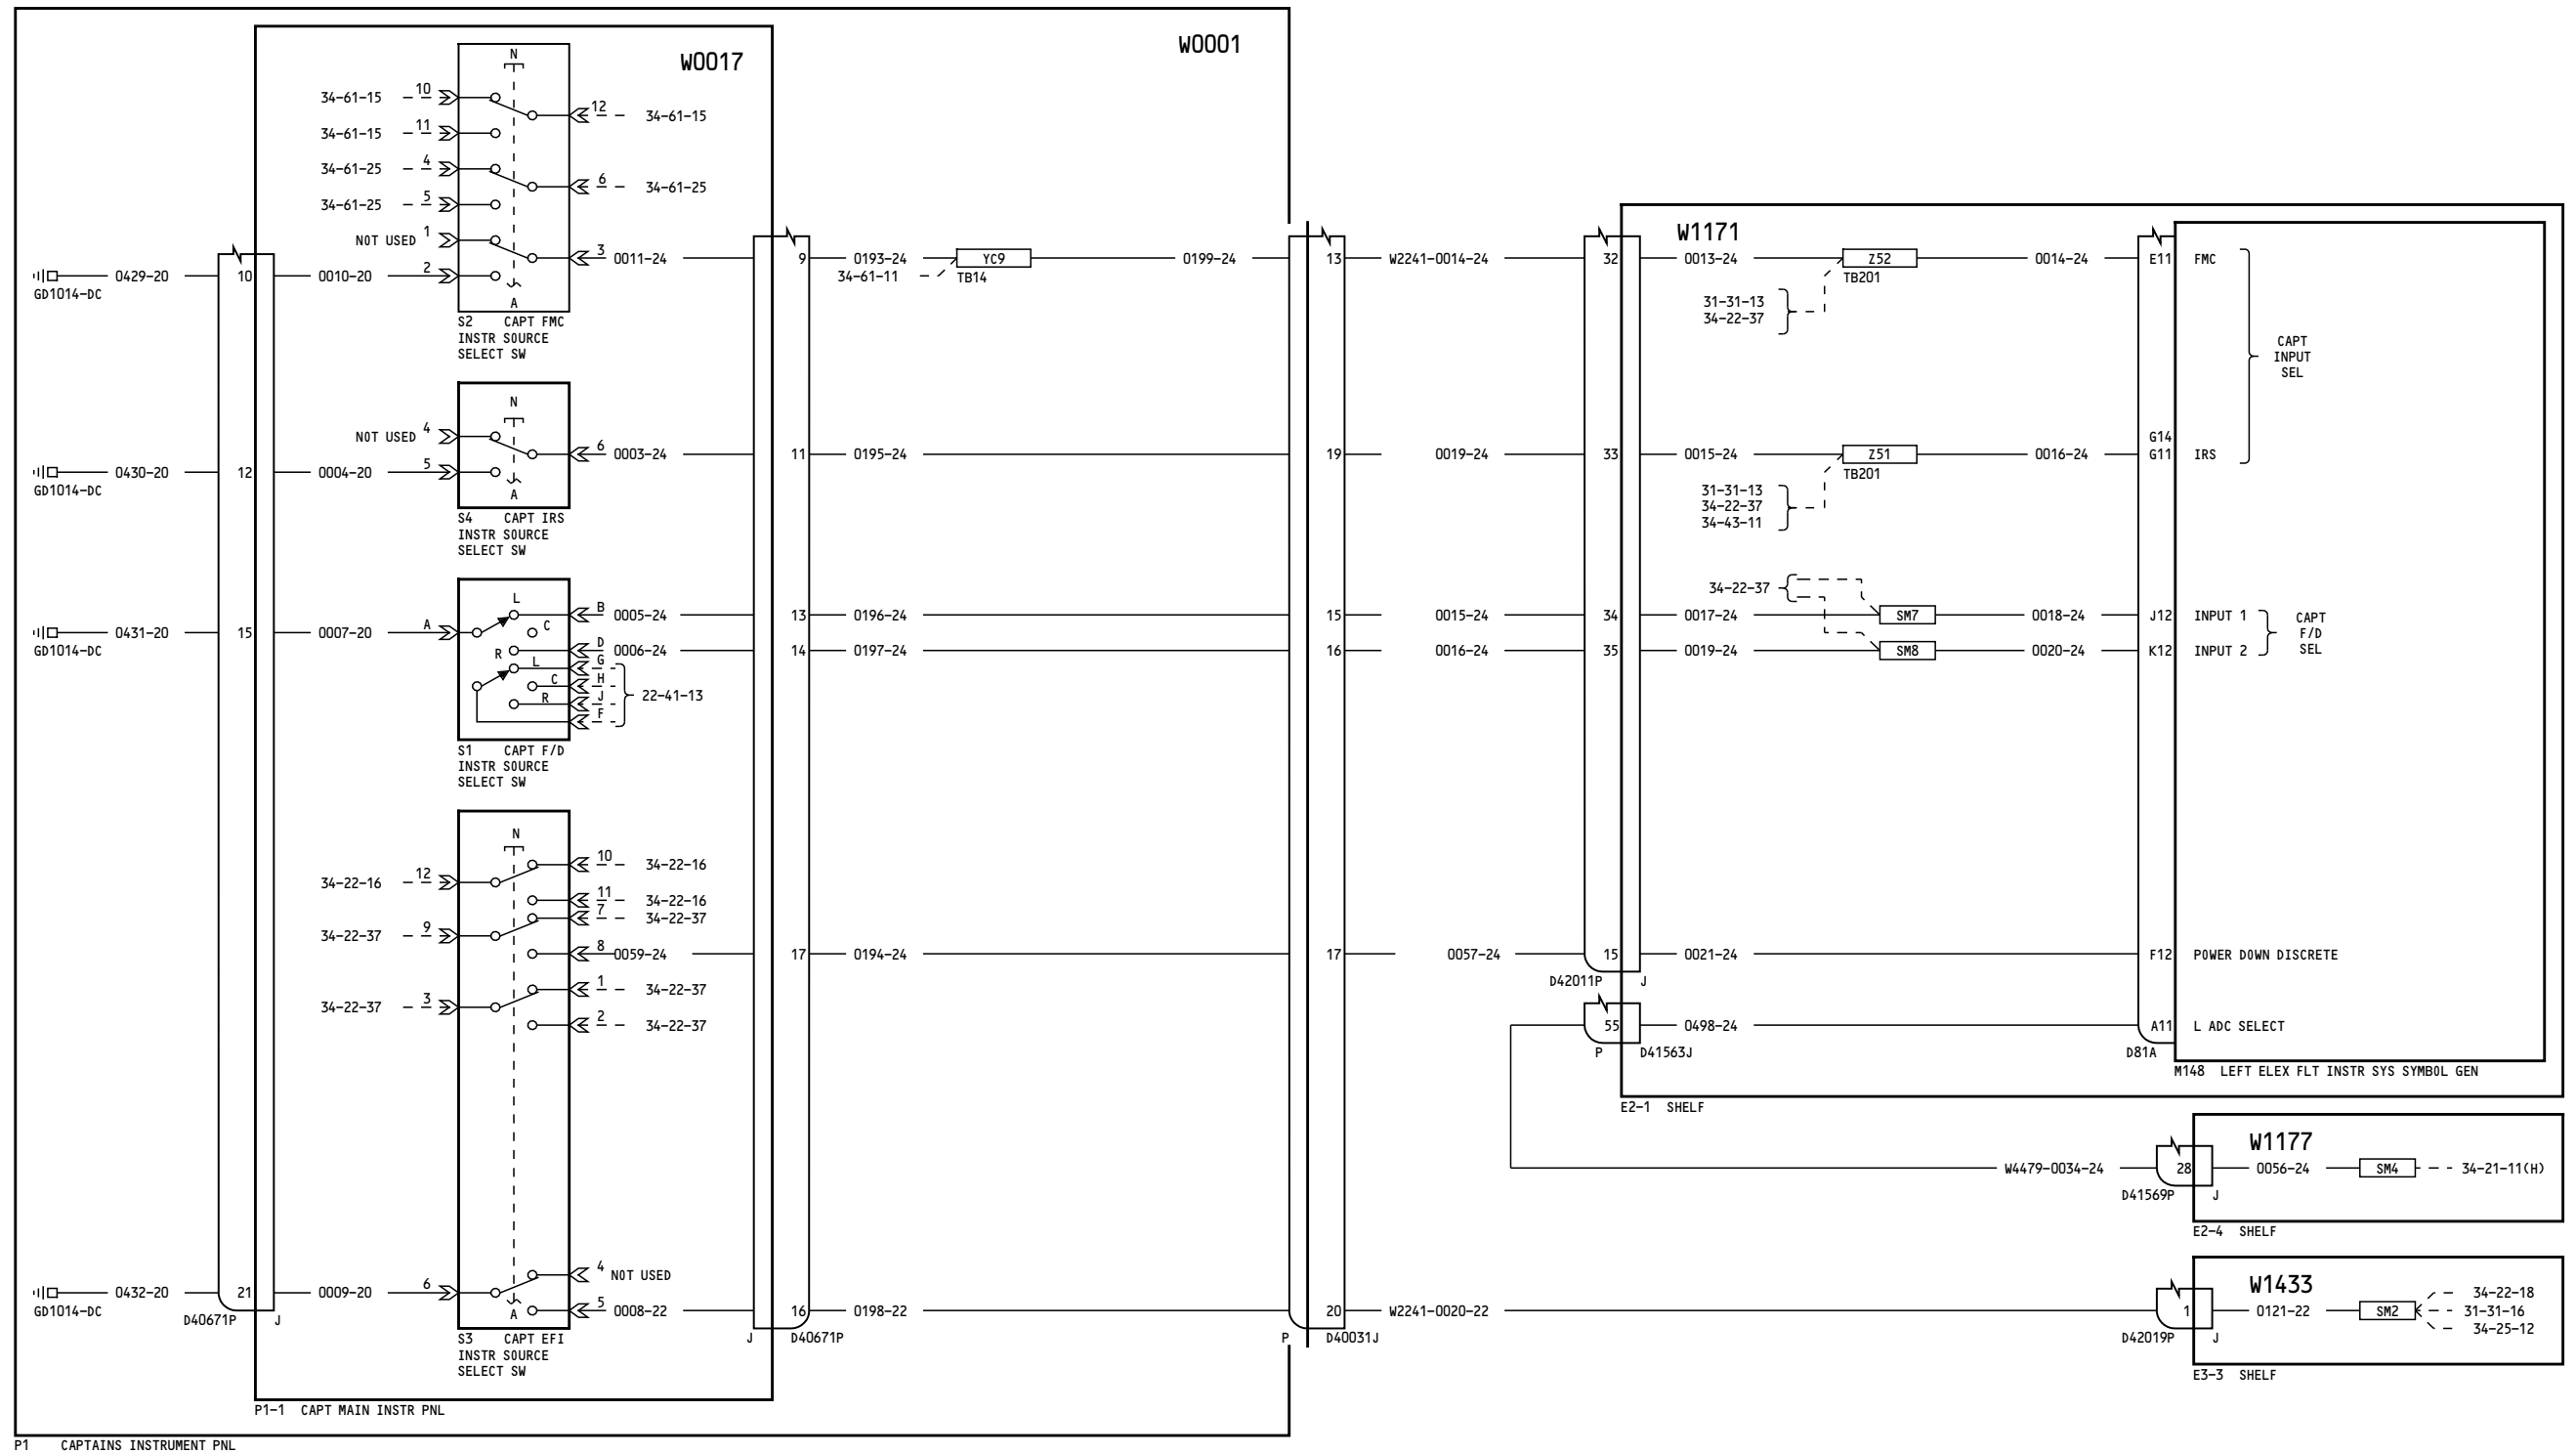 W0017
W0001
N
34-61-15
10
12
34-61-15
34-61-15
11
34-61-25
4
6
34-61-25
34-61-25
5
NOT USED
1
3
0011-24
9
0193-24
YC9
0199-24
13
W2241-0014-24
32
W1171
0013-24
Z52
0014-24
E11
FMC
GD1014-DC
0429-20
10
0010-20
2
34-61-11
TB14
TB201
A
31-31-13
34-22-37
S2 CAPT FMC
INSTR SOURCE
SELECT SW
CAPT
INPUT
SEL
N
NOT USED
4
6
0003-24
11
0195-24
19
0019-24
33
0015-24
Z51
0016-24
G14
G11
IRS
GD1014-DC
0430-20
12
0004-20
5
TB201
A
31-31-13
34-22-37
34-43-11
S4 CAPT IRS
INSTR SOURCE
SELECT SW
34-22-37
L
B
0005-24
13
0196-24
15
0015-24
34
0017-24
SM7
0018-24
J12
INPUT 1
C
GD1014-DC
0431-20
15
0007-20
A
CAPT
F/D
SEL
R
D
0006-24
14
0197-24
16
0016-24
35
0019-24
SM8
0020-24
K12
INPUT 2
L
G
C
H
R
J
F
22-41-13
S1 CAPT F/D
INSTR SOURCE
SELECT SW
N
10
34-22-16
34-22-16
12
11
34-22-16
7
34-22-37
34-22-37
9
8
0059-24
17
0194-24
17
0057-24
15
0021-24
F12
POWER DOWN DISCRETE
D42011P
J
1
34-22-37
34-22-37
3
2
34-22-37
55
0498-24
A11
L ADC SELECT
P
D41563J
D81A
M148 LEFT ELEX FLT INSTR SYS SYMBOL GEN
E2-1 SHELF
W1177
W4479-0034-24
28
0056-24
SM4
34-21-11(H)
D41569P
J
E2-4 SHELF
W1433
4
NOT USED
GD1014-DC
0432-20
21
0009-20
6
A
5
0008-22
16
0198-22
20
W2241-0020-22
1
0121-22
SM2
34-22-18
31-31-16
34-25-12
D40671P
J
J
D40671P
P
D40031J
D42019P
J
S3 CAPT EFI
INSTR SOURCE
SELECT SW
E3-3 SHELF
P1-1 CAPT MAIN INSTR PNL
P1 CAPTAINS INSTRUMENT PNL